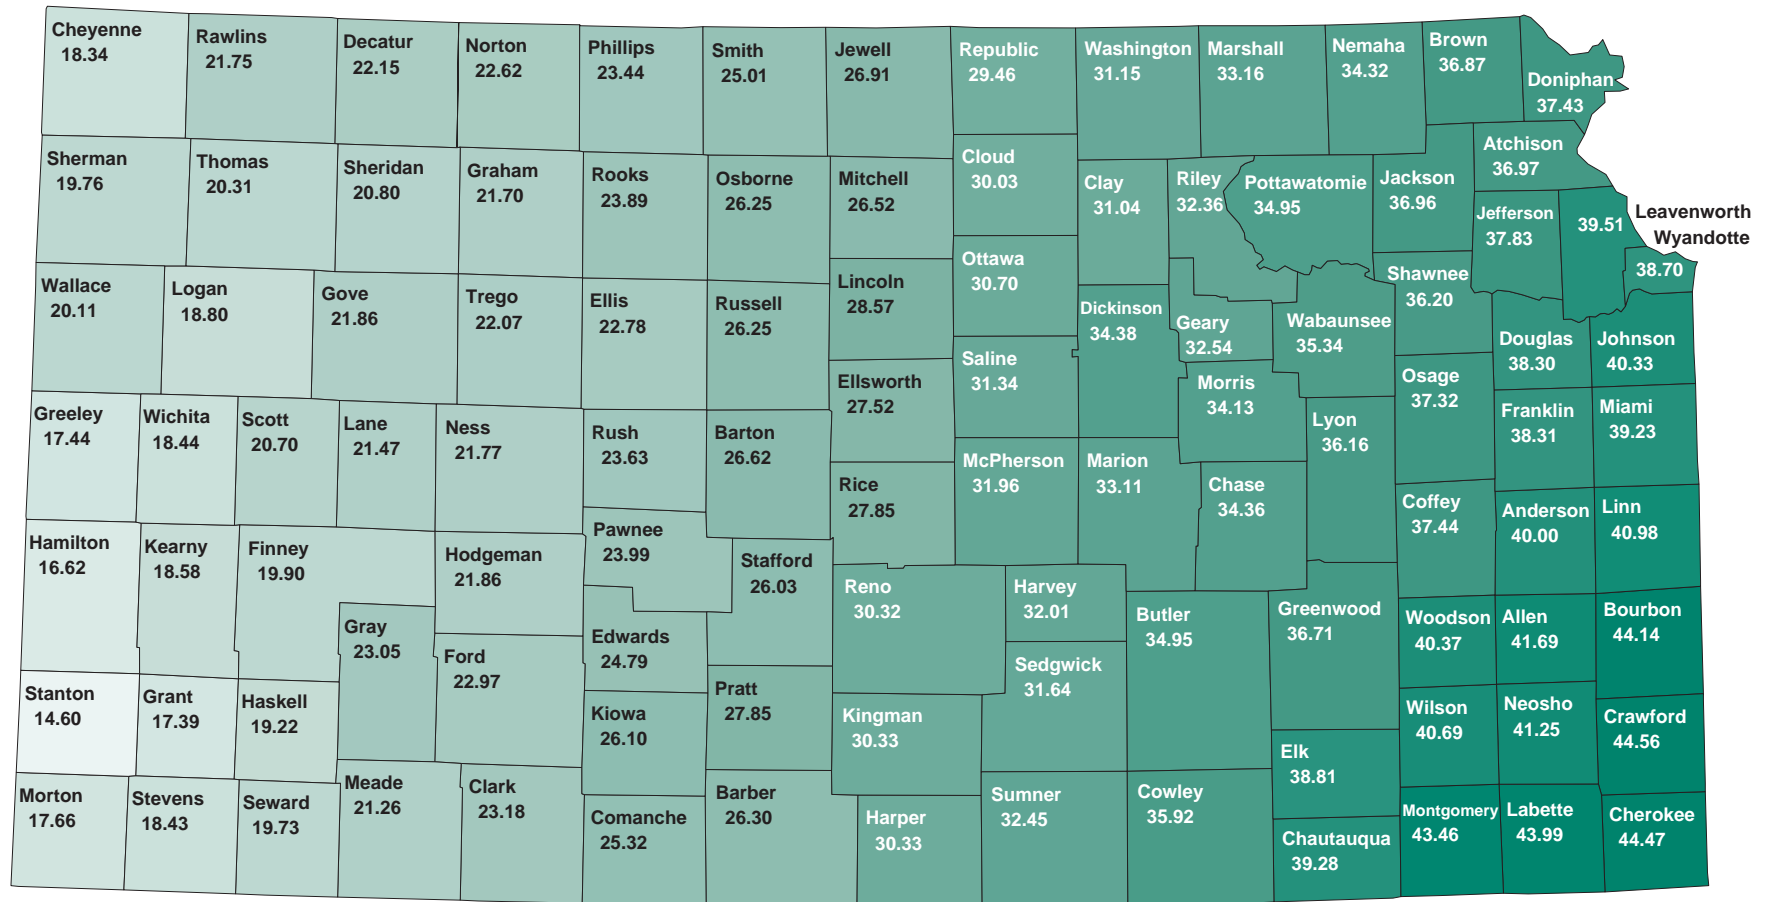 Cheyenne
18.34
Rawlins
21.75
Decatur
22.15
Norton
22.62
Phillips
23.44
Smith
25.01
Jewell
26.91
Republic
29.46
Washington
31.15
Marshall
33.16
Nemaha
34.32
Brown
36.87
Doniphan
37.43
Sherman
19.76
Thomas
20.31
Sheridan
20.80
Graham
21.70
Rooks
23.89
Osborne
26.25
Mitchell
26.52
Cloud
30.03
Clay
31.04
Riley
32.36
Pottawatomie
34.95
Jackson
36.96
Atchison
36.97
Jefferson
37.83
39.51
Leavenworth
Wyandotte
38.70
Wallace
20.11
Logan
18.80
Gove
21.86
Trego
22.07
Ellis
22.78
Russell
26.25
Lincoln
28.57
Ottawa
30.70
Dickinson
34.38
Geary
32.54
Wabaunsee
35.34
Shawnee
36.20
Douglas
38.30
Johnson
40.33
Ellsworth
27.52
Saline
31.34
Morris
34.13
Osage
37.32
Greeley
17.44
Wichita
18.44
Scott
20.70
Lane
21.47
Ness
21.77
Rush
23.63
Barton
26.62
Lyon
36.16
Franklin
38.31
Miami
39.23
Rice
27.85
McPherson
31.96
Marion
33.11
Chase
34.36
Coffey
37.44
Anderson
40.00
Linn
40.98
Hamilton
16.62
Kearny
18.58
Finney
19.90
Hodgeman
21.86
Pawnee
23.99
Stafford
26.03
Reno
30.32
Harvey
32.01
Butler
34.95
Greenwood
36.71
Woodson
40.37
Allen
41.69
Bourbon
44.14
Gray
23.05
Ford
22.97
Edwards
24.79
Sedgwick
31.64
Stanton
14.60
Grant
17.39
Haskell
19.22
Kiowa
26.10
Pratt
27.85
Kingman
30.33
Elk
38.81
Wilson
40.69
Neosho
41.25
Crawford
44.56
Morton
17.66
Stevens
18.43
Seward
19.73
Meade
21.26
Clark
23.18
Comanche
25.32
Barber
26.30
Harper
30.33
Sumner
32.45
Cowley
35.92
Chautauqua
39.28
Montgomery
43.46
Labette
43.99
Cherokee
44.47